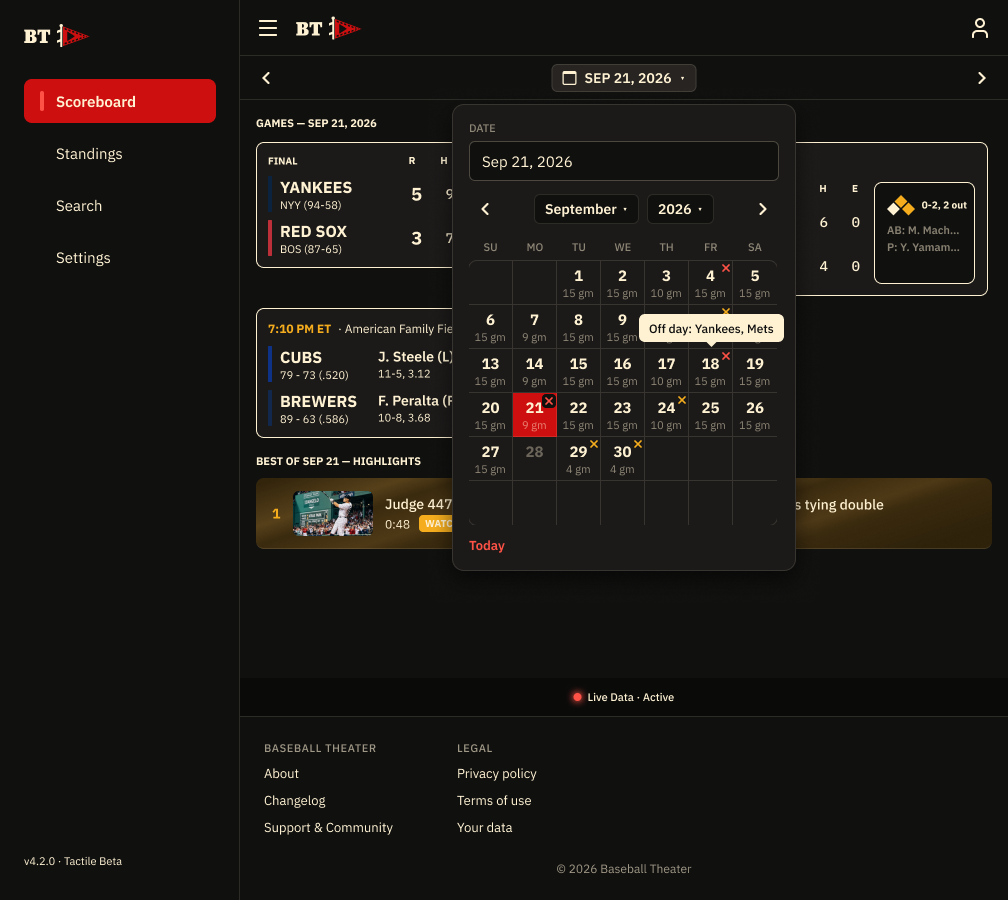 BT
BT
SEP 21, 2026
Scoreboard
Standings
Search
Settings
v4.2.0 · Tactile Beta
GAMES — SEP 21, 2026
FINAL R H
YANKEES 5 9
NYY (94-58)
RED SOX 3 7
BOS (87-65)
H E
6 0
4 0
0-2, 2 out
AB: M. Mach...
P: Y. Yamam...
7:10 PM ET · American Family Fie
CUBS J. Steele (L)
79 - 73 (.520) 11-5, 3.12
BREWERS F. Peralta (
89 - 63 (.586) 10-8, 3.68
BEST OF SEP 21 — HIGHLIGHTS
1
Judge 447
0:48 WATC
s tying double
DATE
Sep 21, 2026
September · 2026 ·
SU MO TU WE TH FR SA
1 2 3 4 5
15 gm 15 gm 10 gm 15 gm 15 gm
6 7 8 9
15 gm 9 gm 15 gm 15 gm
Off day: Yankees, Mets
13 14 15 16 17 18 19
15 gm 9 gm 15 gm 15 gm 10 gm 15 gm 15 gm
20 21 22 23 24 25 26
15 gm 9 gm 15 gm 15 gm 10 gm 15 gm 15 gm
27 28 29 30
15 gm 4 gm 4 gm
Today
Live Data · Active
BASEBALL THEATER
About
Changelog
Support & Community
LEGAL
Privacy policy
Terms of use
Your data
© 2026 Baseball Theater